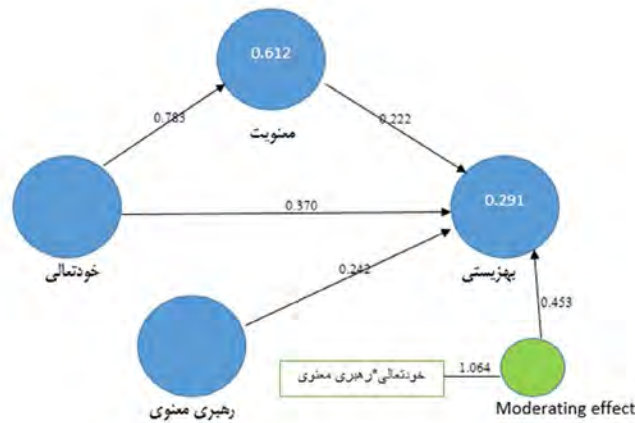 0.612
معنویت
0.783
0.222
0.291
0.370
خودتعالی
بهزیستی
0.242
0.453
رهبری معنوی
خودتعالی*رهبری معنوی
1.064
Moderating effect